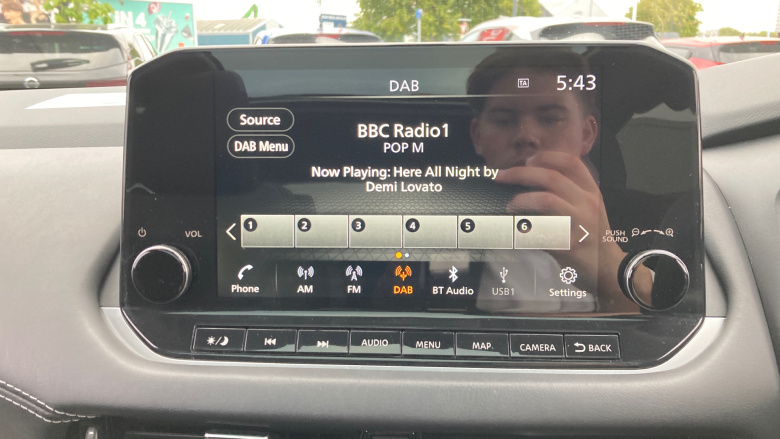 IN 4
DAB
TA
5:43
Source
BBC Radio1
POP M
DAB Menu
Now Playing: Here All Night by
Demi Lovato
1 2 3 4 5 6
VOL
PUSH
SOUND
Phone
AM
FM
DAB
BT Audio
USB1
Settings
AUDIO
MENU
MAP
CAMERA
BACK